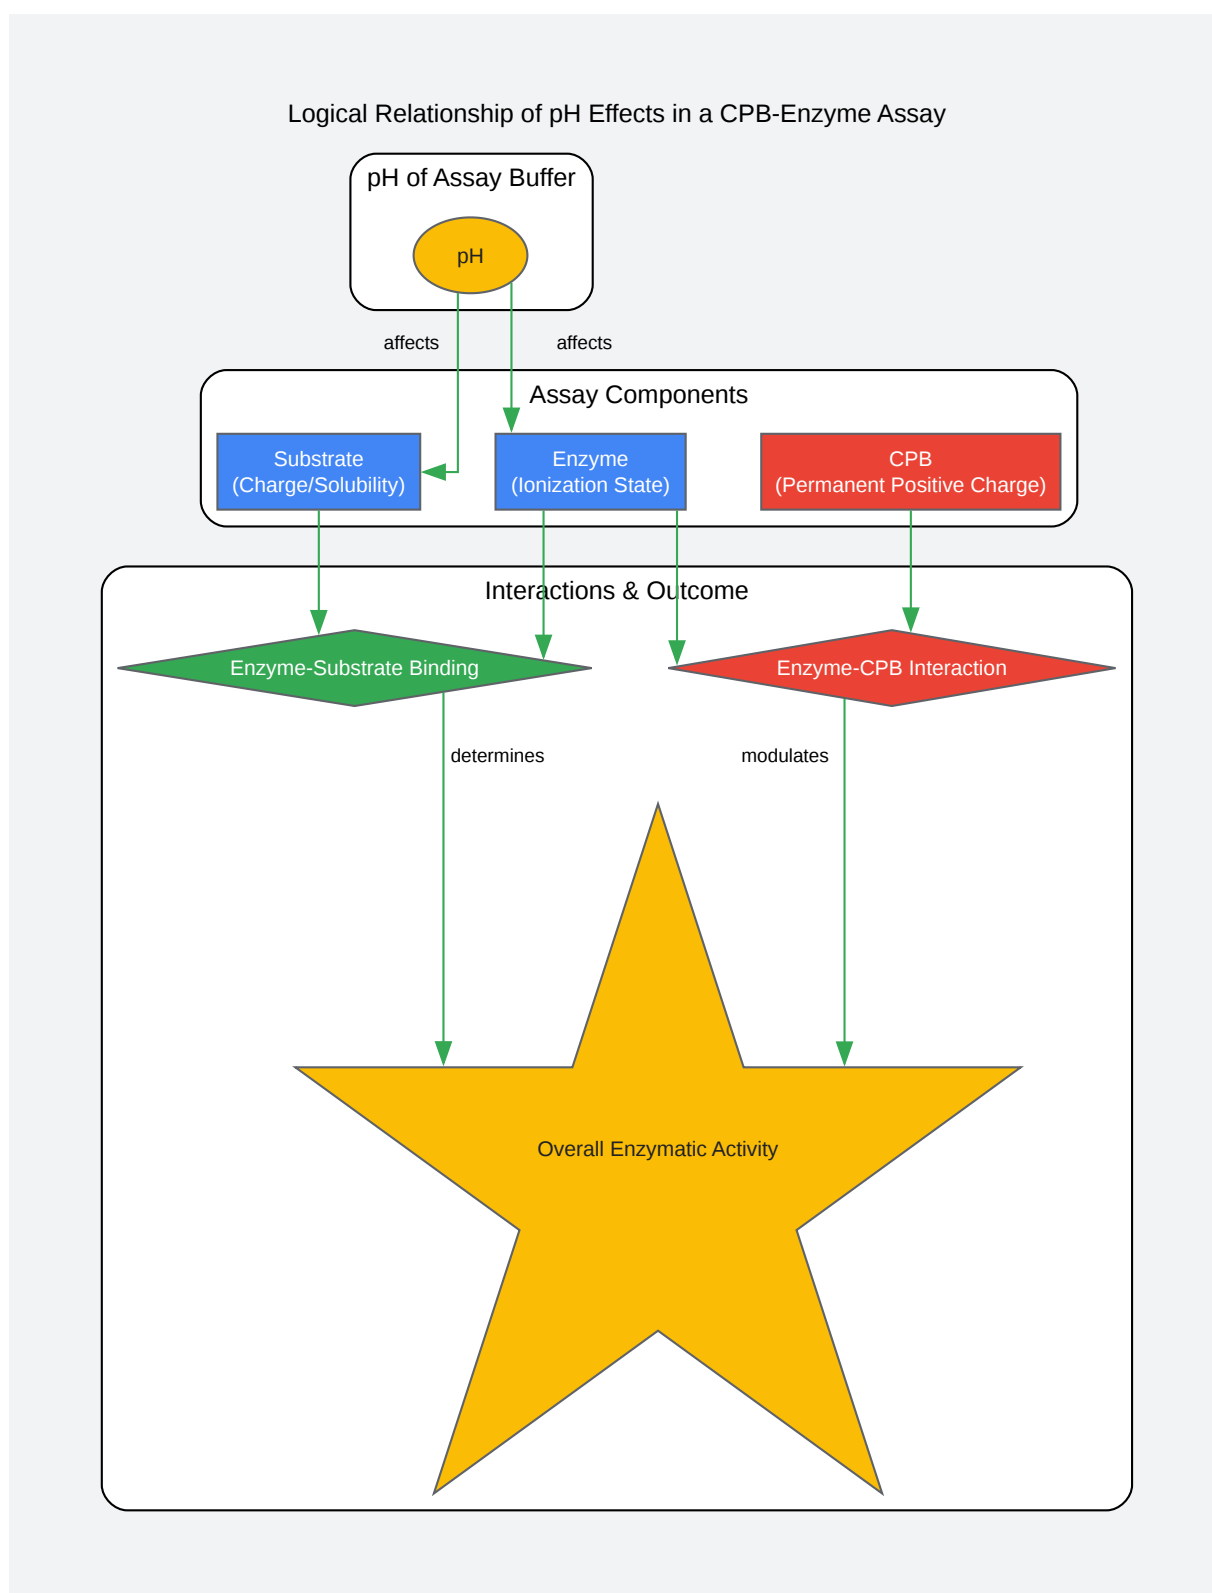 Logical Relationship of pH Effects in a CPB-Enzyme Assay
pH of Assay Buffer
pH
affects
affects
Assay Components
Substrate
(Charge/Solubility)
Enzyme
(Ionization State)
CPB
(Permanent Positive Charge)
Interactions & Outcome
Enzyme-Substrate Binding
Enzyme-CPB Interaction
determines
modulates
Overall Enzymatic Activity